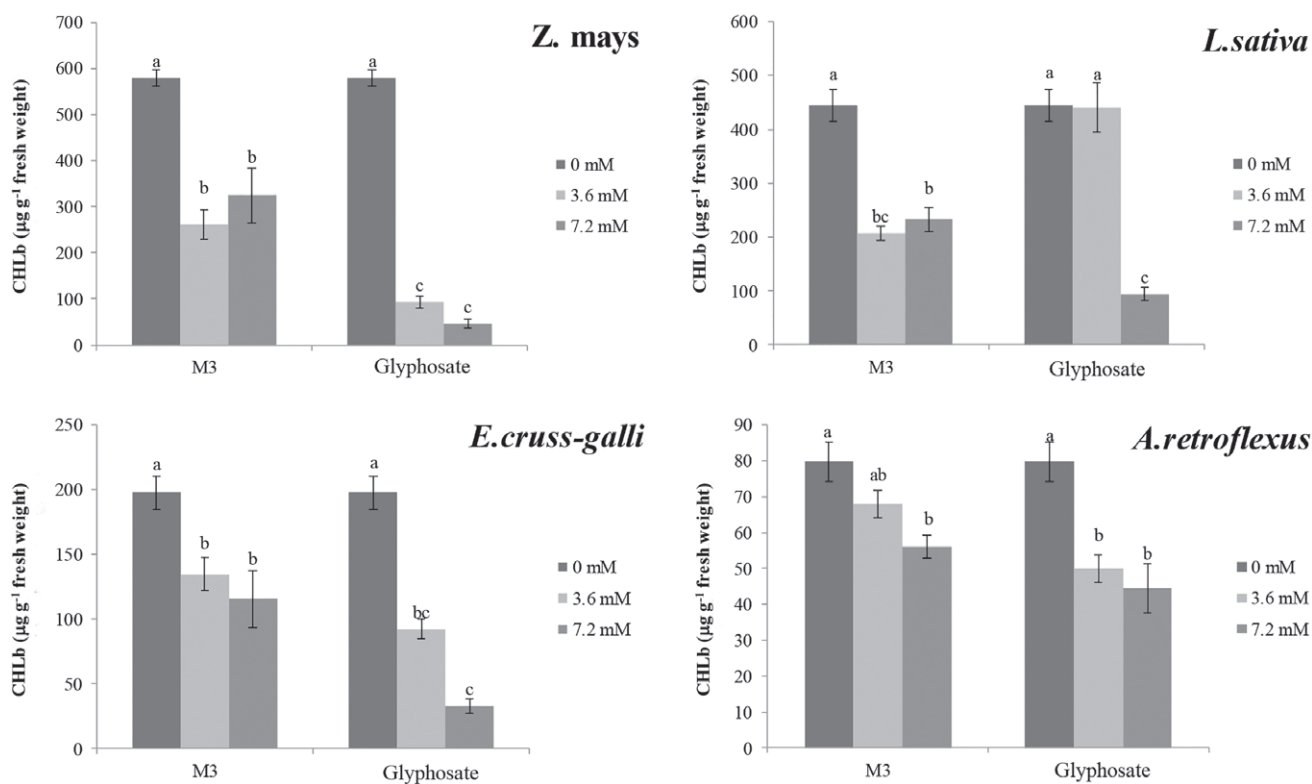 Z. mays
CHLb (µg g⁻¹ fresh weight)
700
600
500
400
300
200
100
0
a
b
b
a
c
c
M3
Glyphosate
0 mM
3.6 mM
7.2 mM
L.sativa
CHLb (µg g⁻¹ fresh weight)
600
500
400
300
200
100
0
a
bc
b
a
a
c
M3
Glyphosate
0 mM
3.6 mM
7.2 mM
E.cruss-galli
CHLb (µg g⁻¹ fresh weight)
250
200
150
100
50
0
a
b
b
a
bc
c
M3
Glyphosate
0 mM
3.6 mM
7.2 mM
A.retroflexus
CHLb (µg g⁻¹ fresh weight)
90
80
70
60
50
40
30
20
10
0
a
ab
b
a
b
b
M3
Glyphosate
0 mM
3.6 mM
7.2 mM